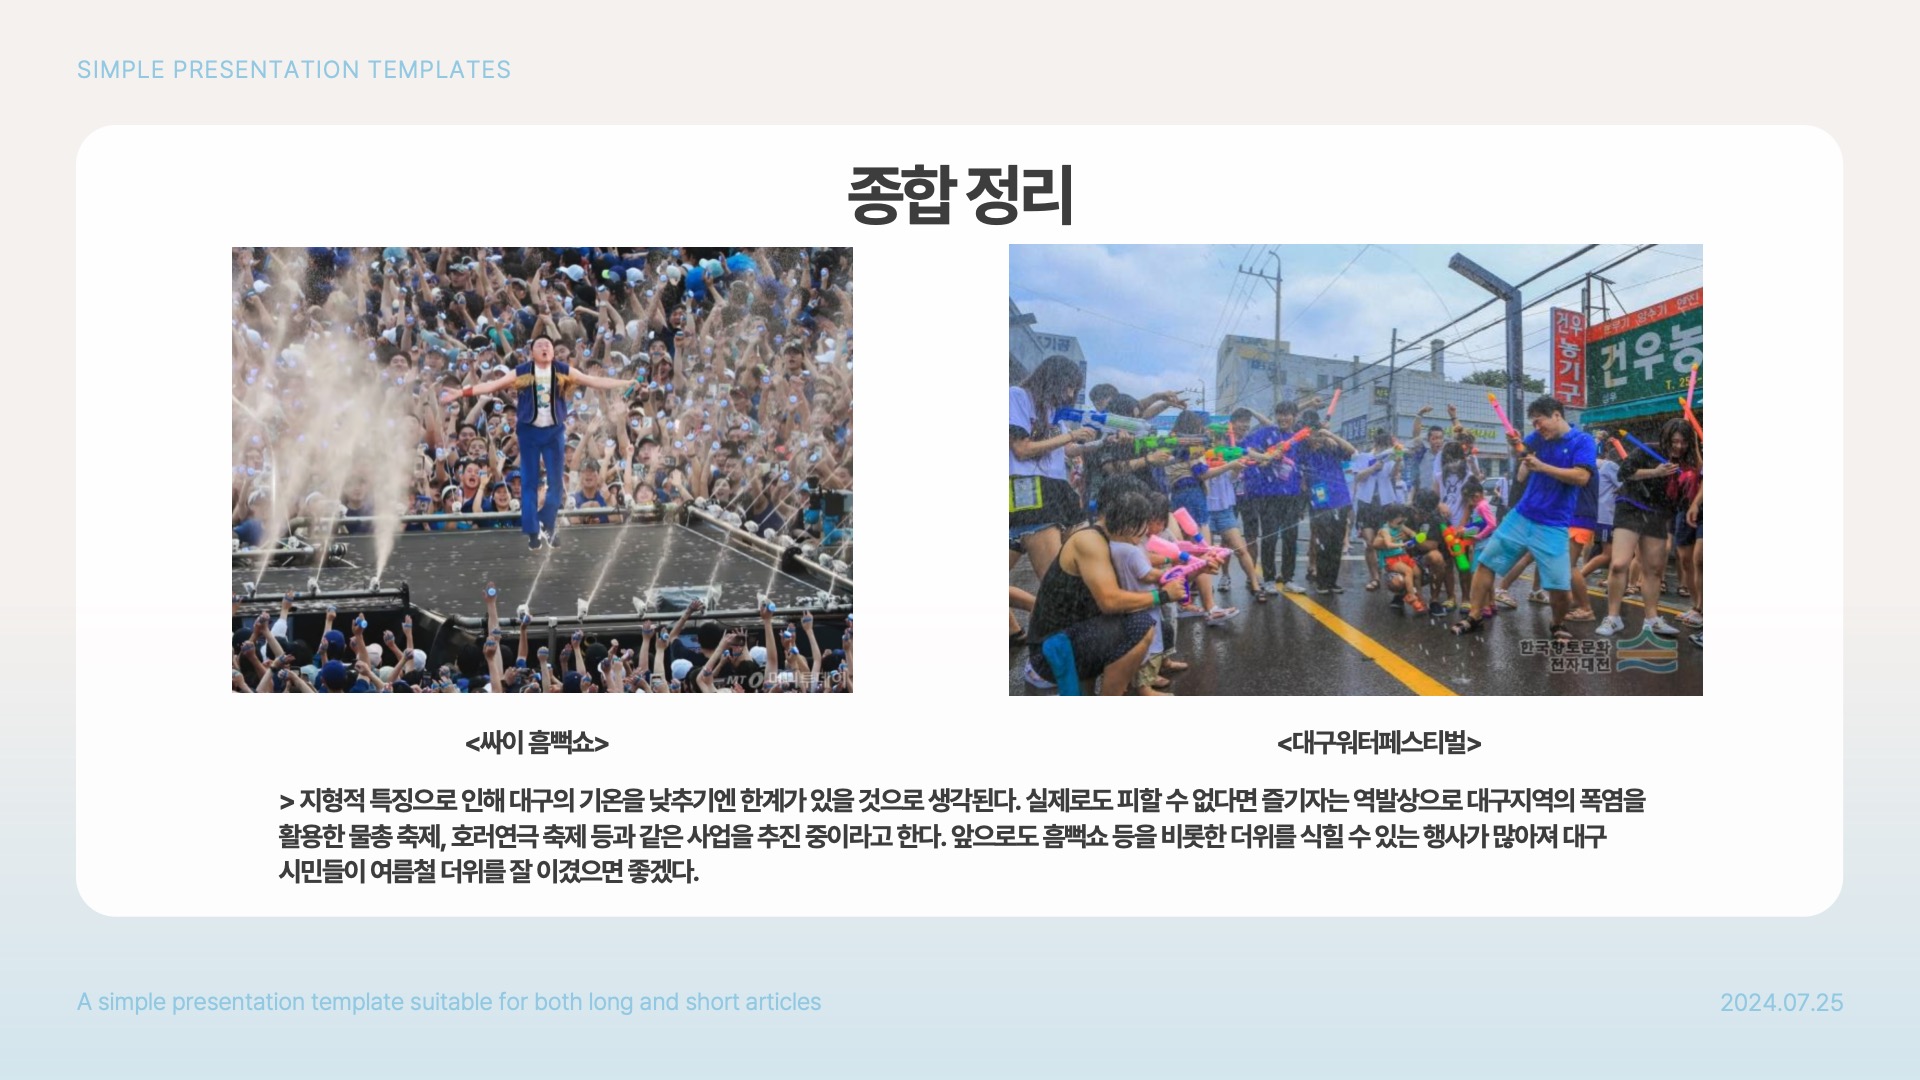 SIMPLE PRESENTATION TEMPLATES
종합 정리
건우
농
기
구
건우농
한국향토문화
전자대전
<싸이 흠뻑쇼>
<대구워터페스티벌>
> 지형적 특징으로 인해 대구의 기온을 낮추기엔 한계가 있을 것으로 생각된다. 실제로도 피할 수 없다면 즐기자는 역발상으로 대구지역의 폭염을
활용한 물총 축제, 호러연극 축제 등과 같은 사업을 추진 중이라고 한다. 앞으로도 흠뻑쇼 등을 비롯한 더위를 식힐 수 있는 행사가 많아져 대구
시민들이 여름철 더위를 잘 이겼으면 좋겠다.
A simple presentation template suitable for both long and short articles
2024.07.25